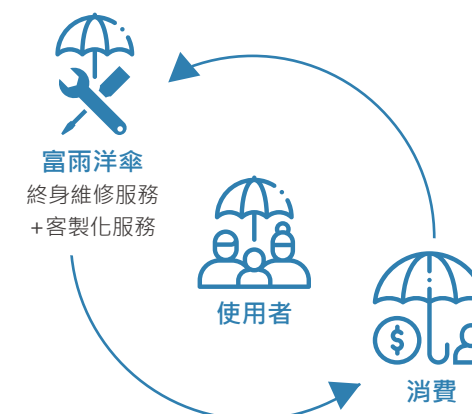 富雨洋傘
終身維修服務
+客製化服務
使用者
$
消費